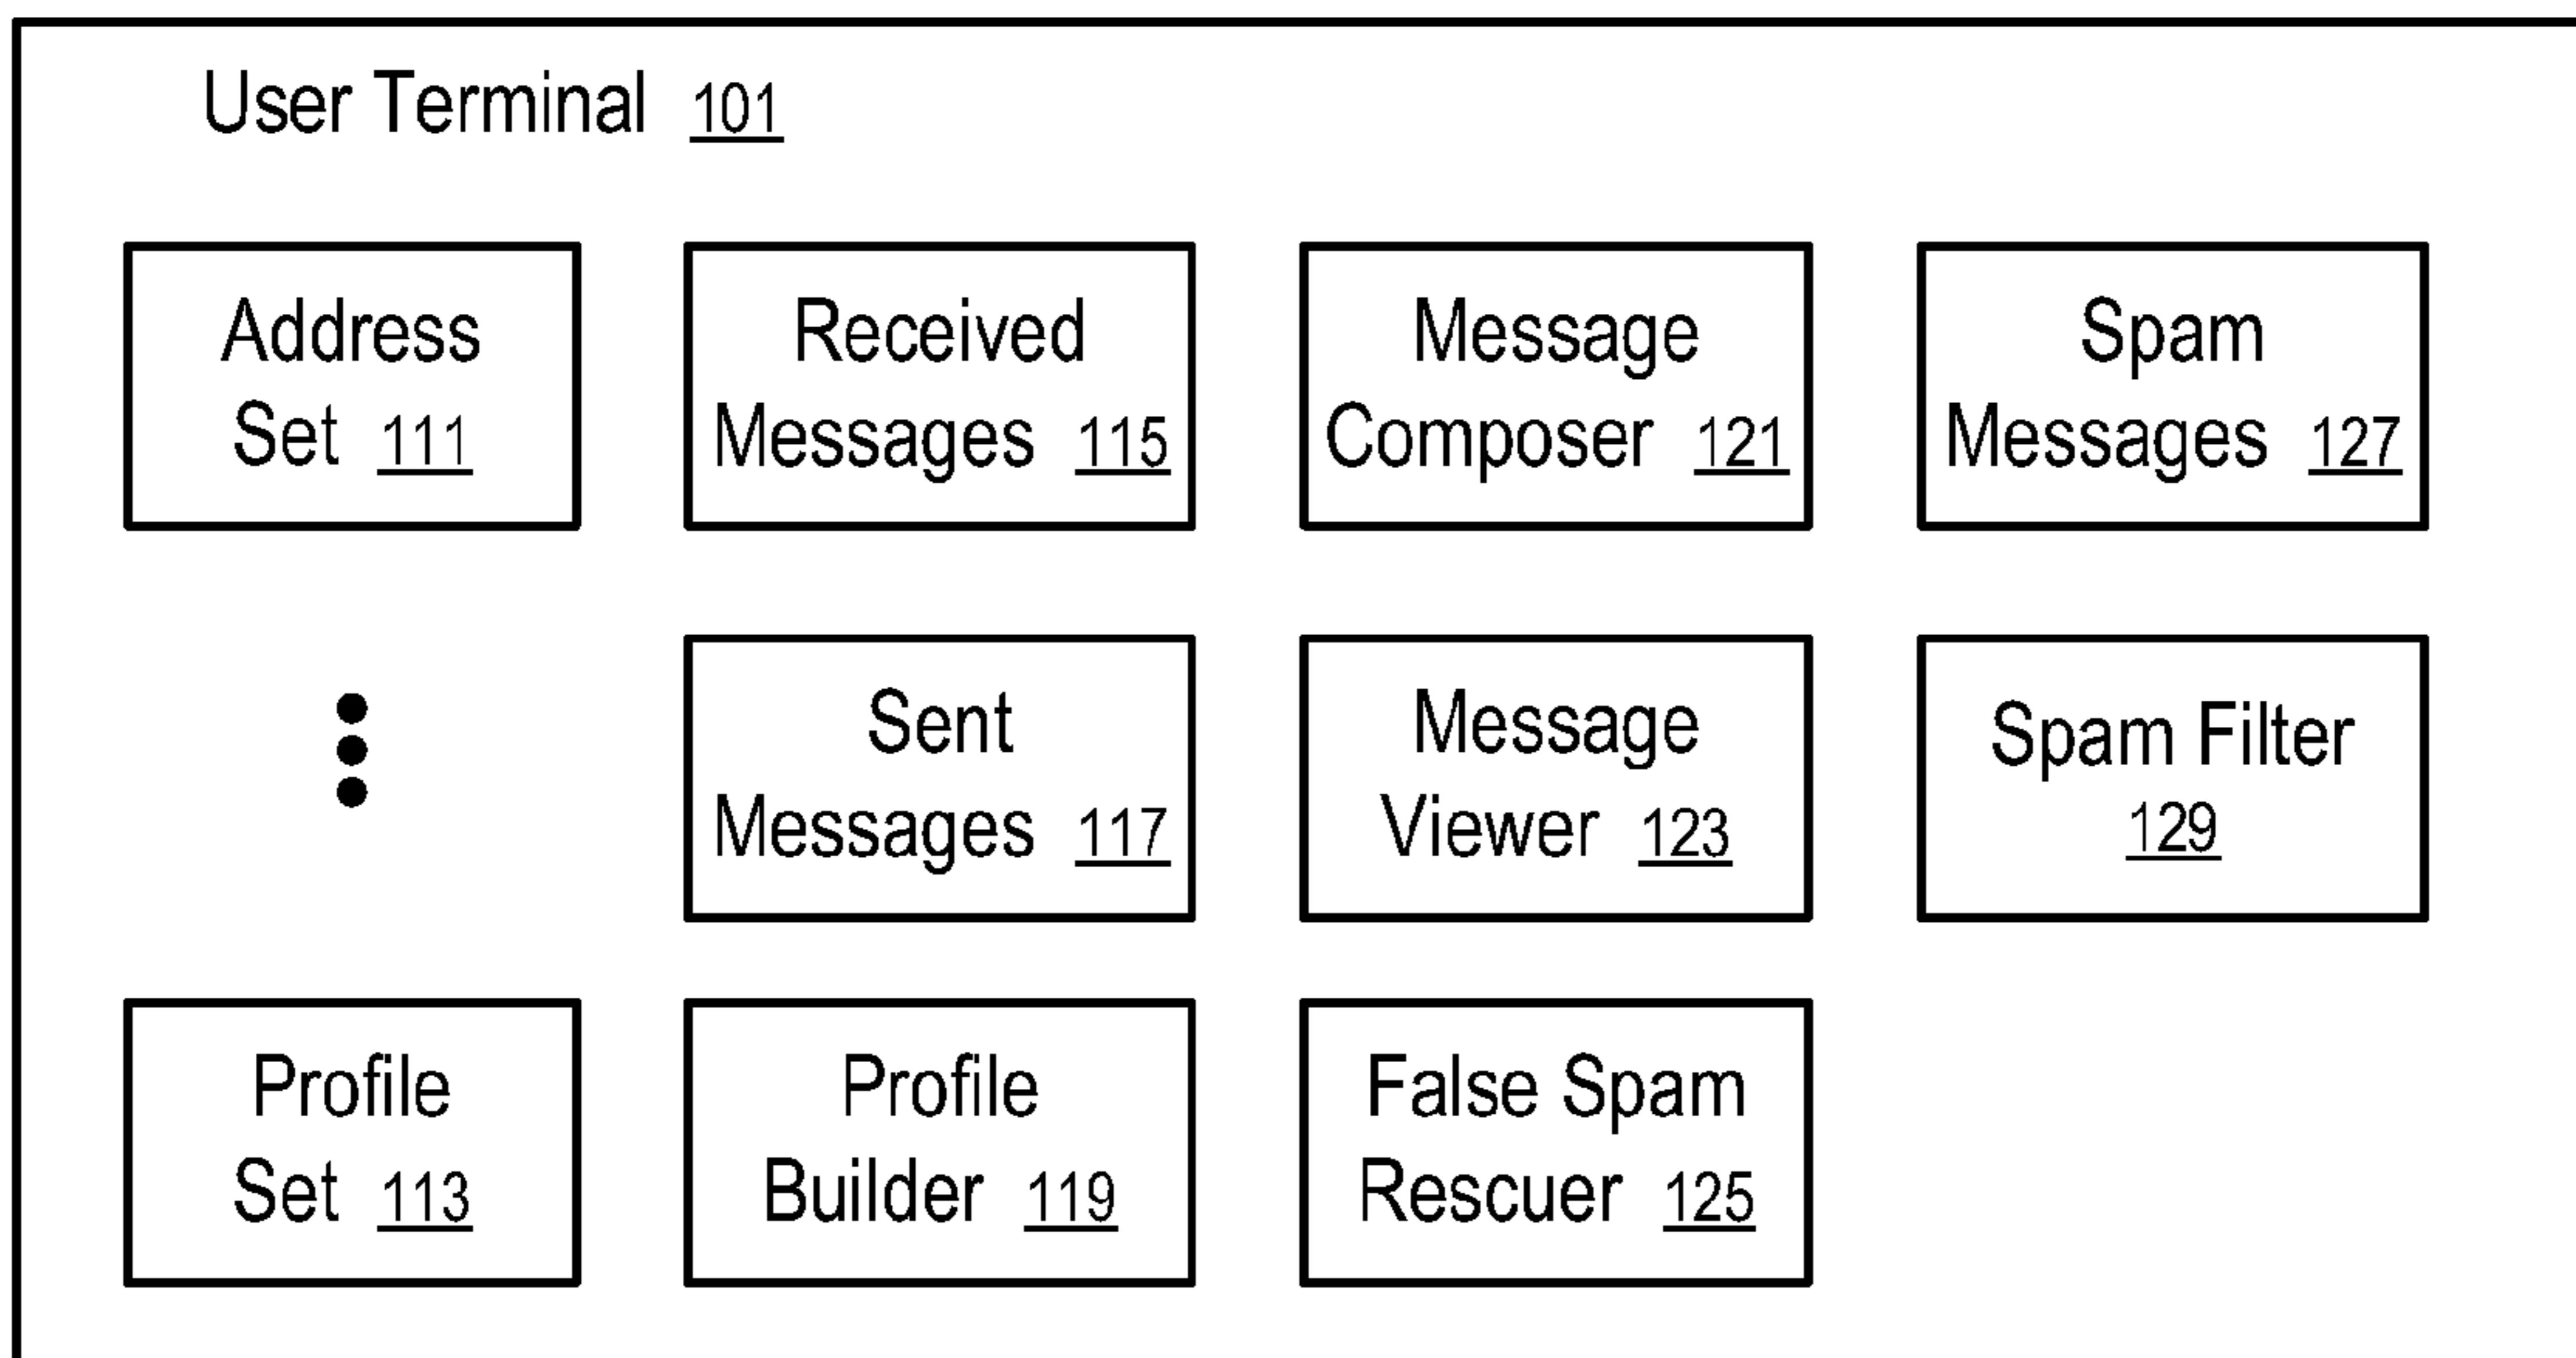 User Terminal 101
Address
Set 111
Received
Messages 115
Message
Composer 121
Spam
Messages 127
Sent
Messages 117
Message
Viewer 123
Spam Filter
129
Profile
Set 113
Profile
Builder 119
False Spam
Rescuer 125